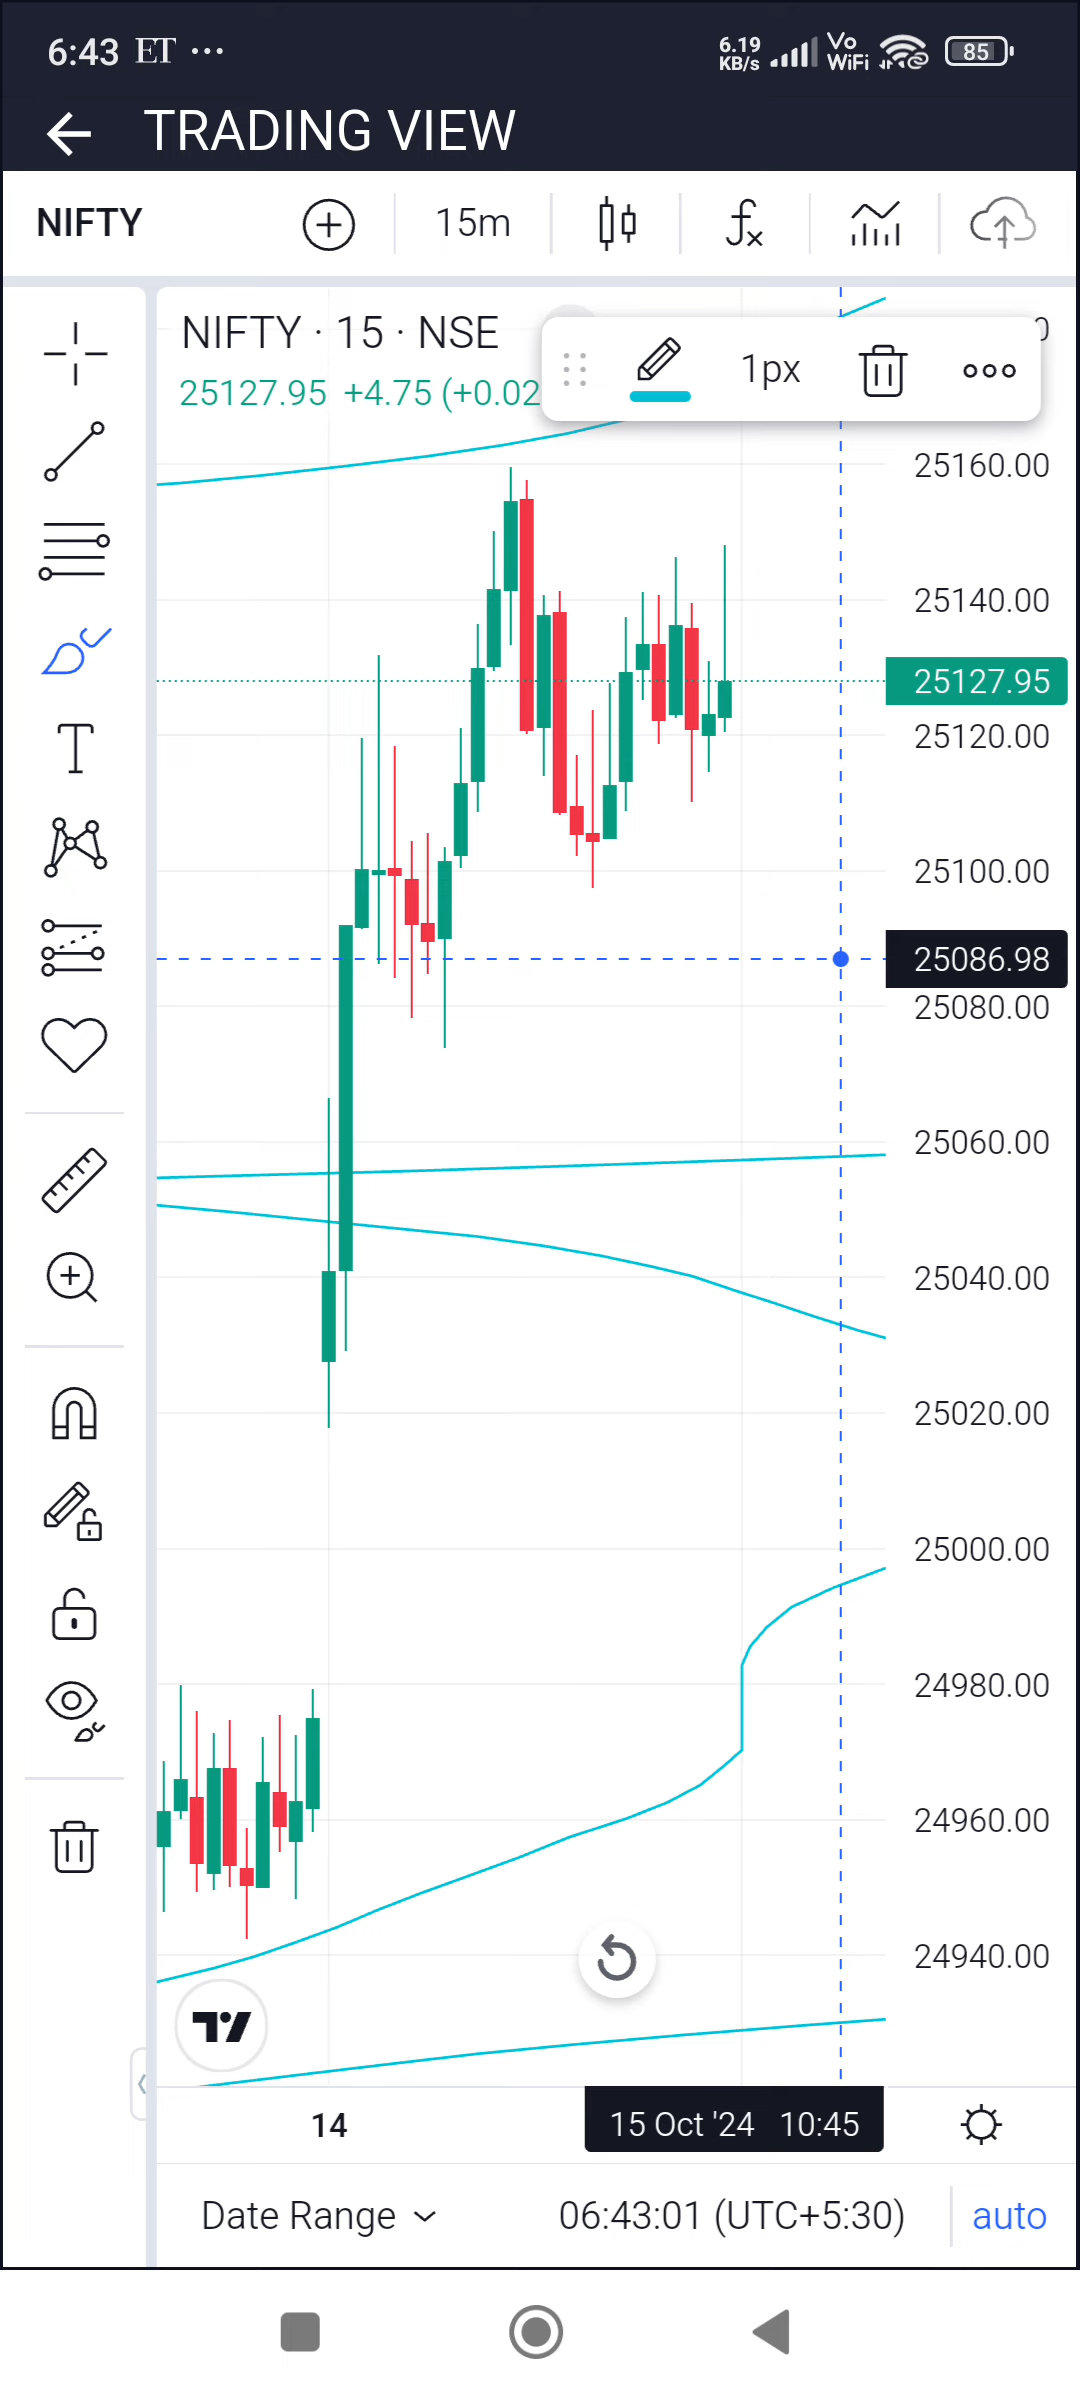 6:43 ET ...
6.19 KB/s Vo WiFi 85
TRADING VIEW
NIFTY 15m
NIFTY · 15 · NSE
25127.95 +4.75 (+0.02
1px
25160.00
25140.00
25127.95
25120.00
25100.00
25086.98
25080.00
25060.00
25040.00
25020.00
25000.00
24980.00
24960.00
24940.00
14
15 Oct '24 10:45
Date Range 06:43:01 (UTC+5:30) auto